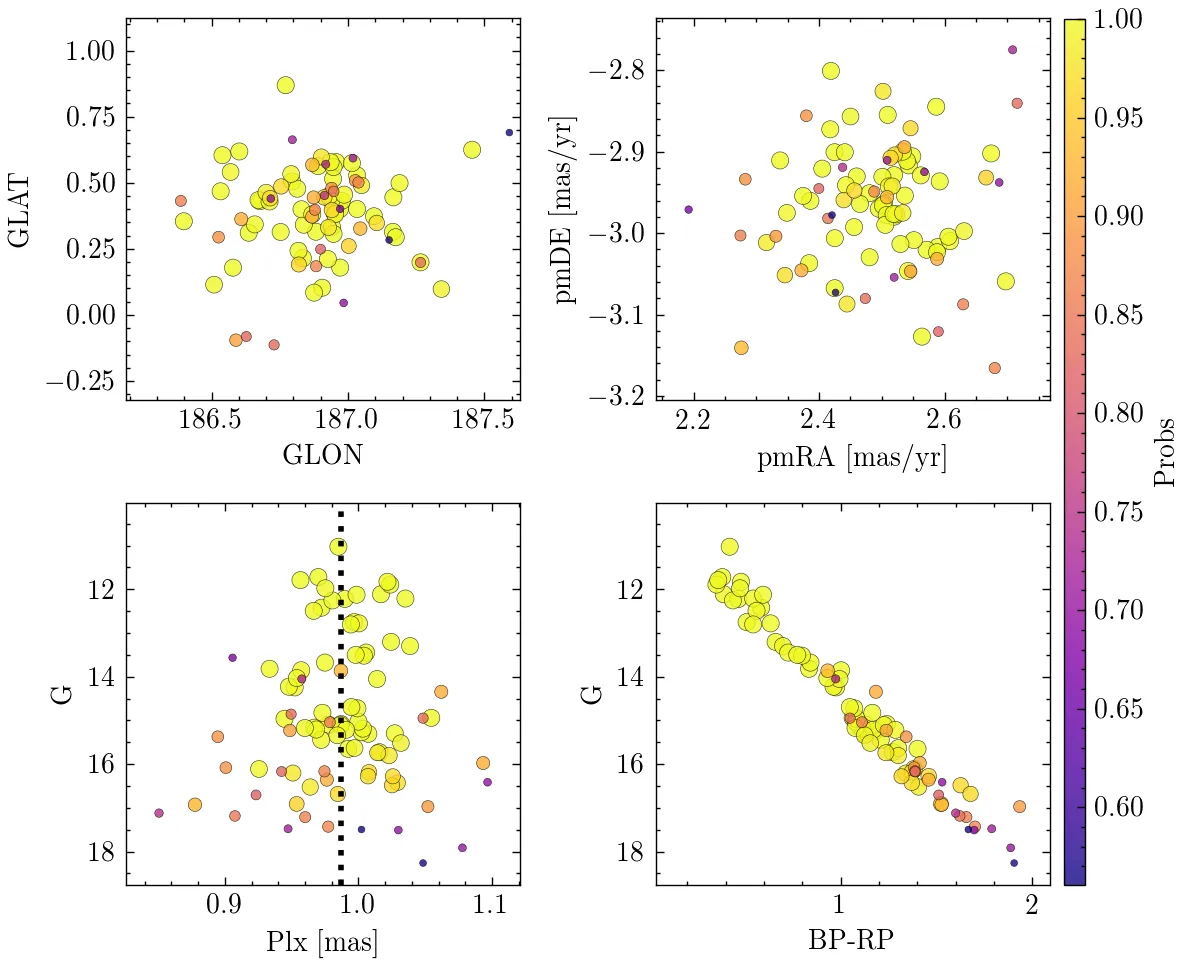 1.00
0.75
0.50
0.25
0.00
−0.25
GLAT
186.5 187.0 187.5
GLON
−2.8
−2.9
−3.0
−3.1
−3.2
pmDE [mas/yr]
2.2 2.4 2.6
pmRA [mas/yr]
12
14
16
18
G
0.9 1.0 1.1
Plx [mas]
12
14
16
18
G
1 2
BP-RP
1.00
0.95
0.90
0.85
0.80
0.75
0.70
0.65
0.60
Probs